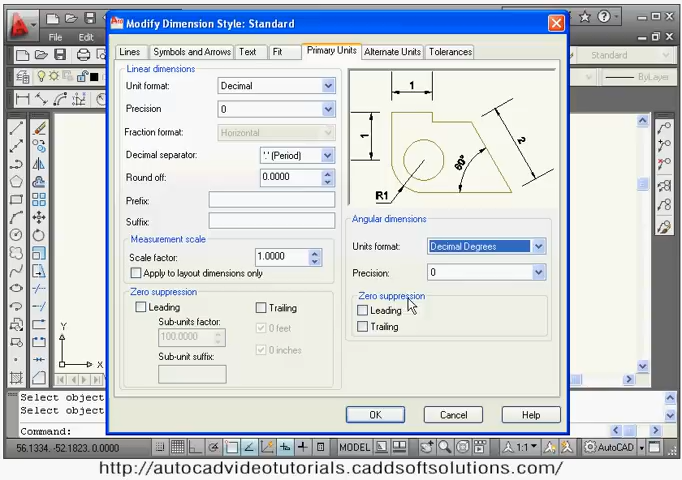 Modify Dimension Style: Standard
File
Edit
Standard
ByLayer
Lines
Symbols and Arrows
Text
Fit
Primary Units
Alternate Units
Tolerances
Linear dimensions
Unit format:
Decimal
Precision
0
Fraction format:
Horizontal
Decimal separator:
'.' (Period)
Round off:
0.0000
Prefix:
Suffix:
Measurement scale
Scale factor:
1.0000
Apply to layout dimensions only
Zero suppression
Leading
Trailing
Sub-units factor:
100.0000
0 feet
0 inches
Sub-unit suffix:
1
1
2
60°
R1
Angular dimensions
Units format:
Decimal Degrees
Precision:
0
Zero suppression
Leading
Trailing
OK
Cancel
Help
Y
X
Select object
Select object
Command:
56.1334, -52.1823, 0.0000
MODEL
1:1
AutoCAD
http://autocadvideotutorials.caddsoftsolutions.com/